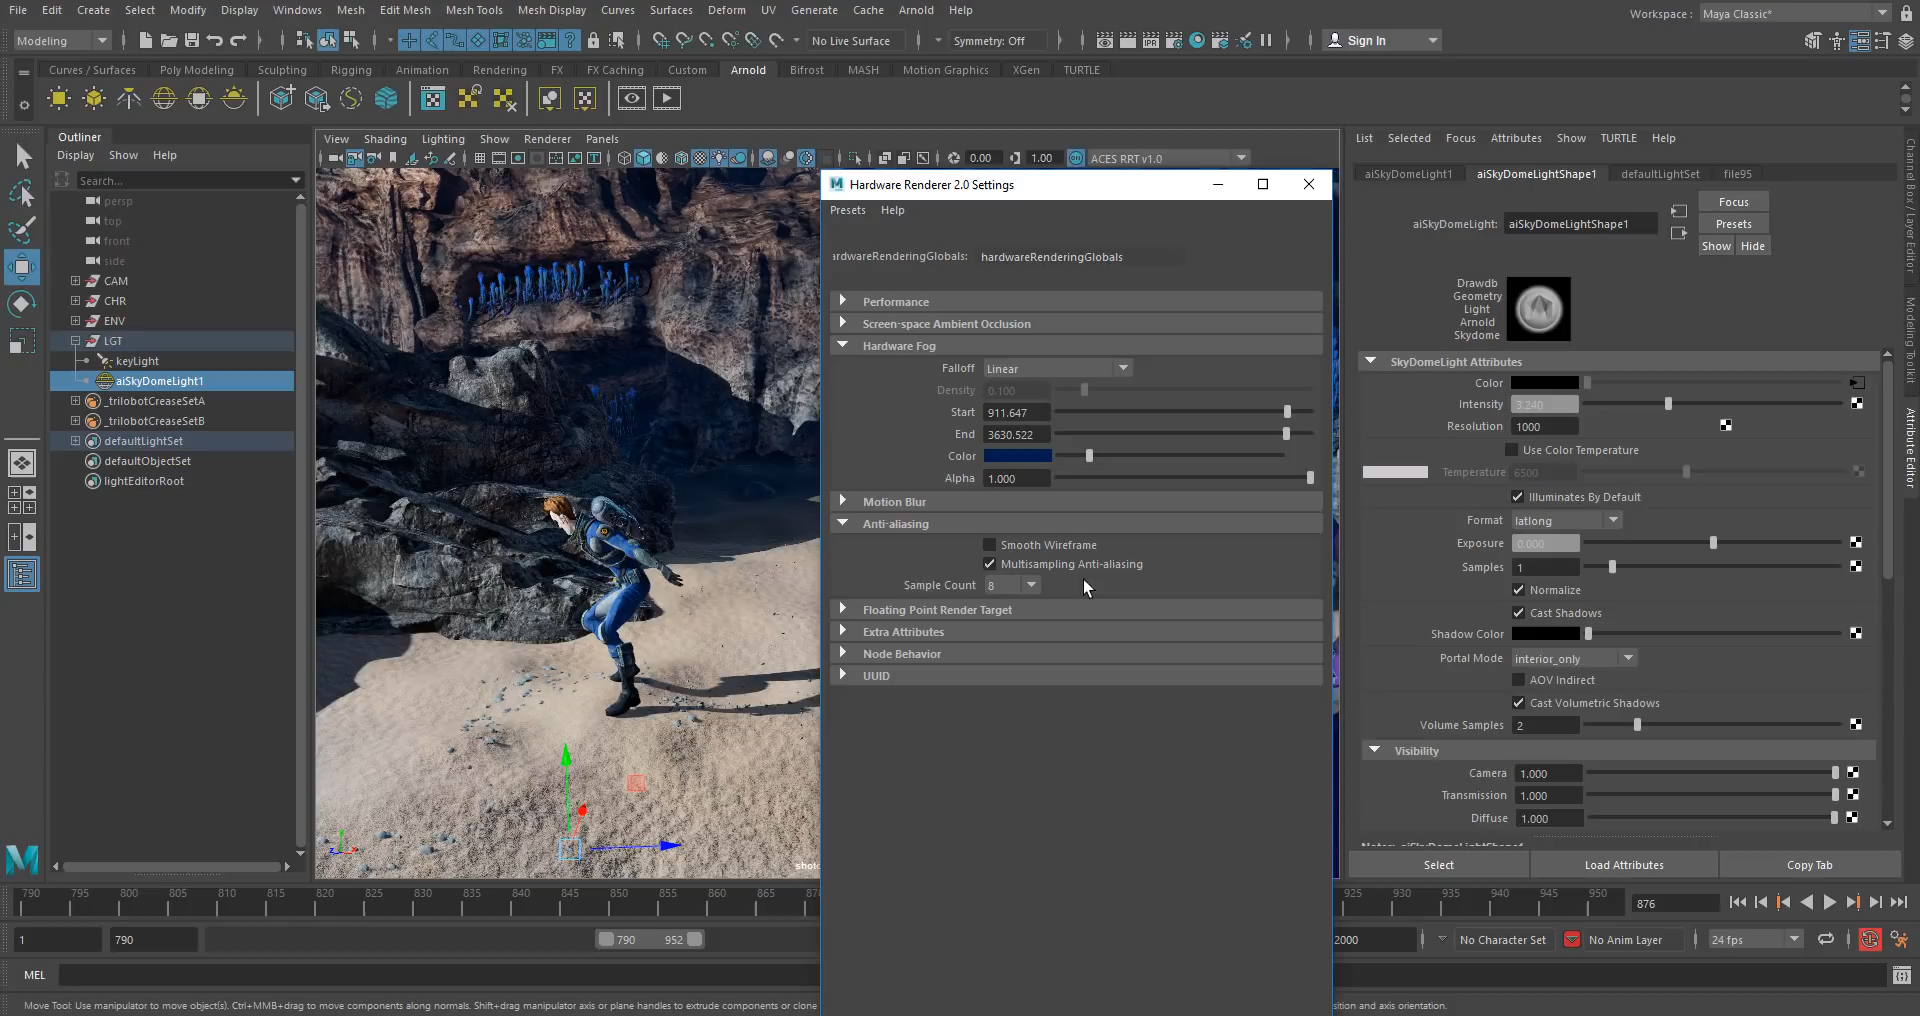 File Edit Create Select Modify Display Windows Mesh Edit Mesh Mesh Tools Mesh Display Curves Surfaces Deform UV Generate Cache Arnold Help
Workspace : Maya Classic*
Modeling
No Live Surface
Symmetry: Off
Sign In
Curves / Surfaces Poly Modeling Sculpting Rigging Animation Rendering FX FX Caching Custom Arnold Bifrost MASH Motion Graphics XGen TURTLE
Outliner
Display Show Help
Search...
persp
top
front
side
CAM
CHR
ENV
LGT
keyLight
aiSkyDomeLight1
_trilobotCreaseSetA
_trilobotCreaseSetB
defaultLightSet
defaultObjectSet
lightEditorRoot
View Shading Lighting Show Renderer Panels
0.00 1.00 ACES RRT v1.0
Hardware Renderer 2.0 Settings
Presets Help
ardwareRenderingGlobals: hardwareRenderingGlobals
Performance
Screen-space Ambient Occlusion
Hardware Fog
Falloff Linear
Density 0.100
Start 911.647
End 3630.522
Color
Alpha 1.000
Motion Blur
Anti-aliasing
Smooth Wireframe
Multisampling Anti-aliasing
Sample Count 8
Floating Point Render Target
Extra Attributes
Node Behavior
UUID
List Selected Focus Attributes Show TURTLE Help
aiSkyDomeLight1 aiSkyDomeLightShape1 defaultLightSet file95
aiSkyDomeLight: aiSkyDomeLightShape1
Focus
Presets
Show Hide
Drawdb
Geometry
Light
Arnold
Skydome
SkyDomeLight Attributes
Color
Intensity 3.240
Resolution 1000
Use Color Temperature
Temperature 6500
Illuminates By Default
Format latlong
Exposure 0.000
Samples 1
Normalize
Cast Shadows
Shadow Color
Portal Mode interior_only
AOV Indirect
Cast Volumetric Shadows
Volume Samples 2
Visibility
Camera 1.000
Transmission 1.000
Diffuse 1.000
Select Load Attributes Copy Tab
Channel Box / Layer Editor
Modeling Toolkit
Attribute Editor
790 795 800 805 810 815 820 825 830 835 840 845 850 855 860 865 925 930 935 940 945 950
876
1 790 790 952 2000 No Character Set No Anim Layer 24 fps
MEL
Move Tool: Use manipulator to move object(s). Ctrl+MMB+drag to move components along normals. Shift+drag manipulator axis or plane handles to extrude components or clone
sition and axis orientation.